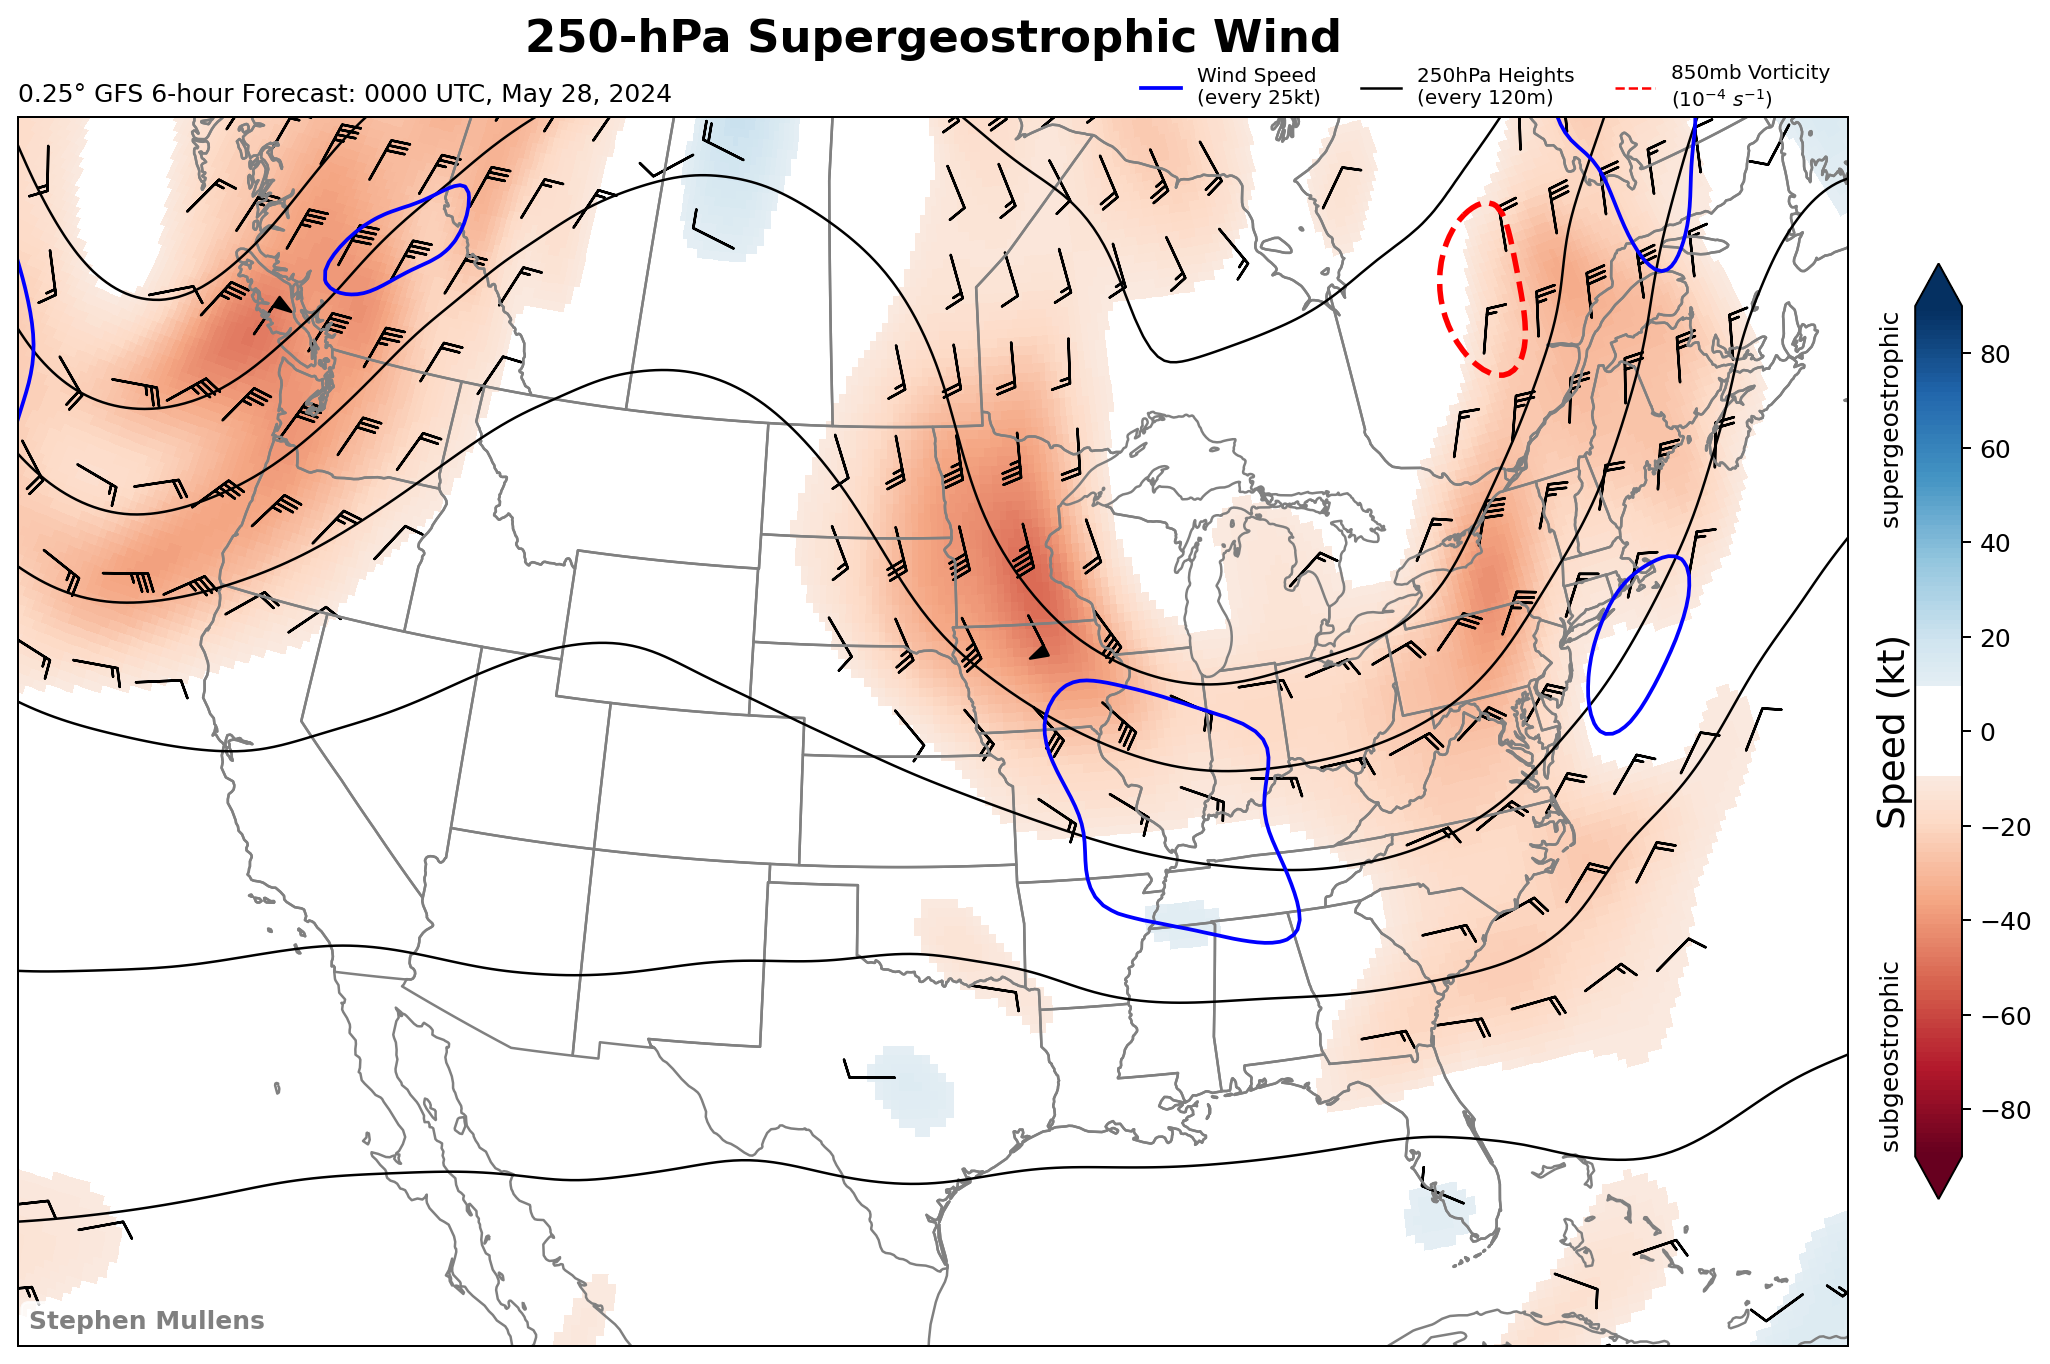 250-hPa Supergeostrophic Wind
0.25° GFS 6-hour Forecast: 0000 UTC, May 28, 2024
Wind Speed
(every 25kt)
250hPa Heights
(every 120m)
850mb Vorticity
(10⁻⁴ s⁻¹)
supergeostrophic
Speed (kt)
subgeostrophic
80
60
40
20
0
−20
−40
−60
−80
Stephen Mullens